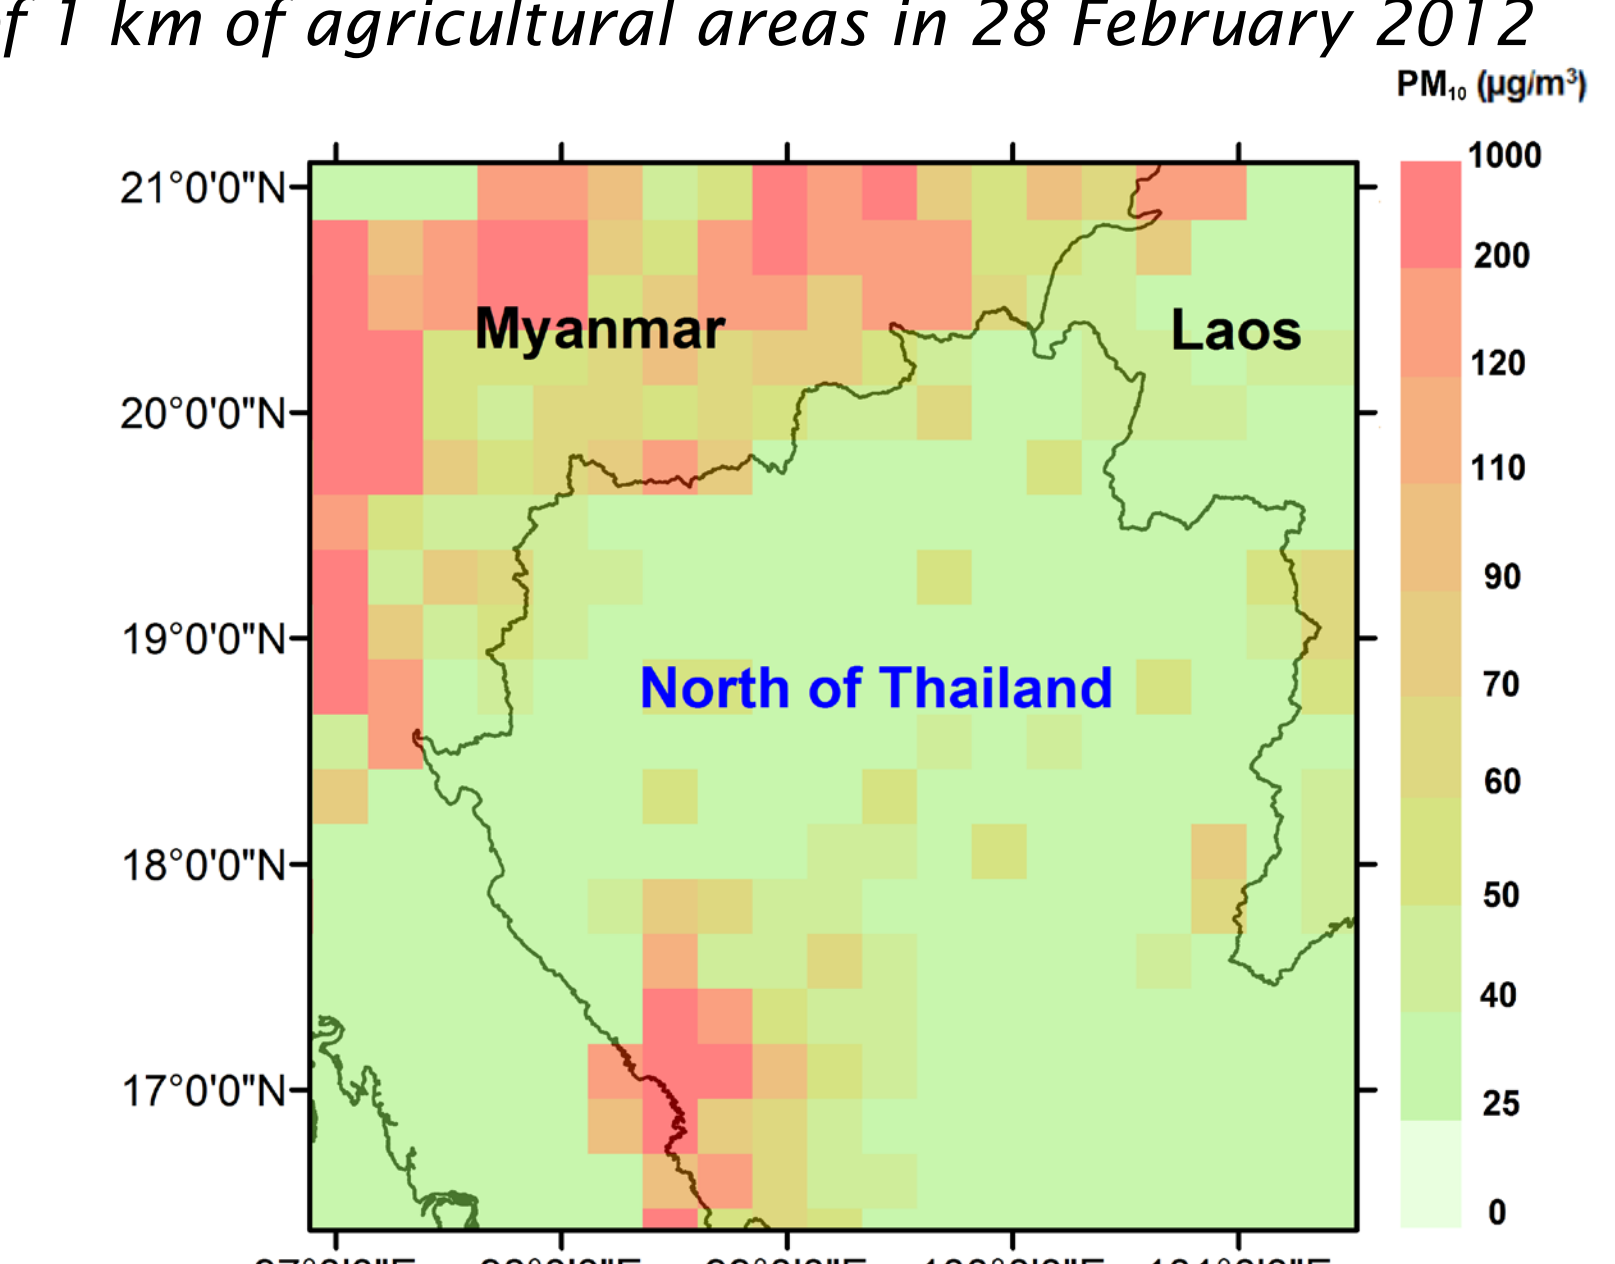 of 1 km of agricultural areas in 28 February 2012
PM₁₀ (µg/m³)
1000
21°0'0"N
200
Myanmar
Laos
120
20°0'0"N
110
90
19°0'0"N
North of Thailand
70
60
18°0'0"N
50
40
17°0'0"N
25
0